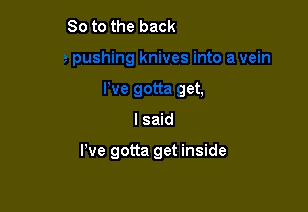 So to the back
pushing knives into a vein
I've gotta get,
I said
I've gotta get inside